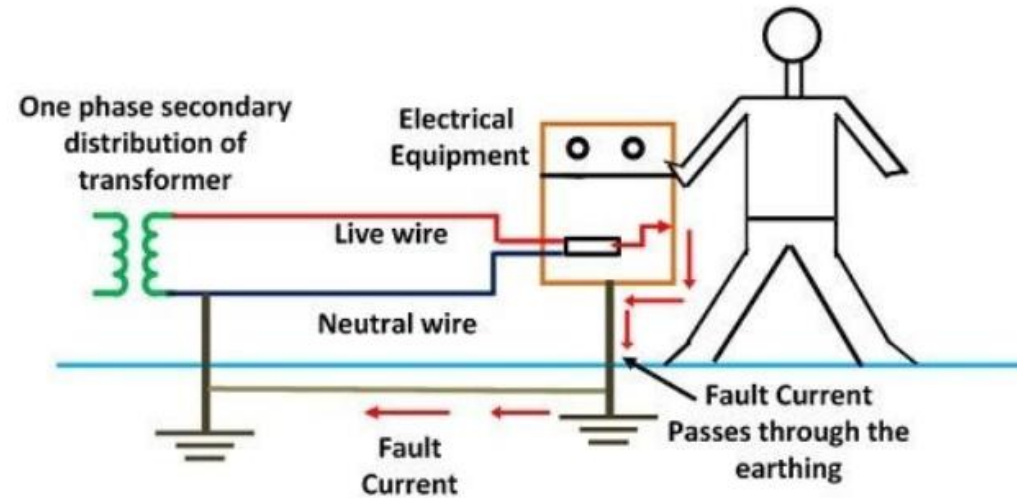 One phase secondary
distribution of
transformer
Electrical
Equipment
Live wire
Neutral wire
Fault Current
Passes through the
earthing
Fault
Current